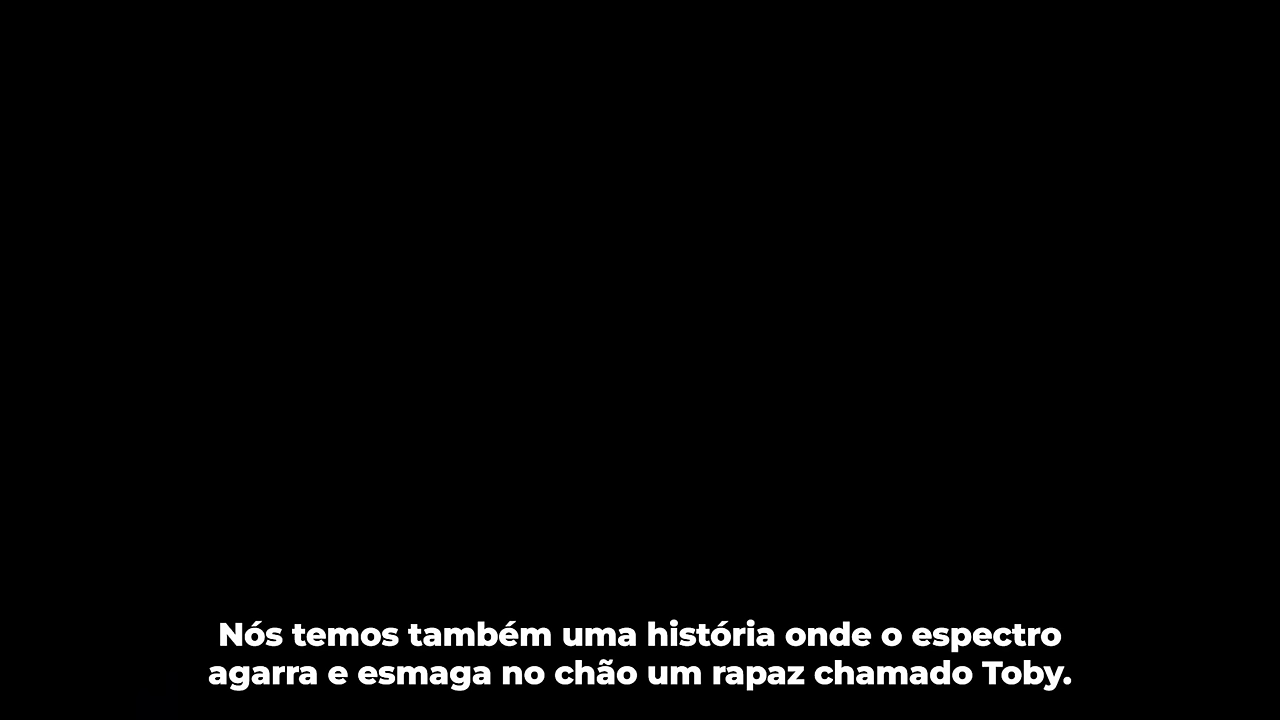 Nós temos também uma história onde o espectro
agarra e esmaga no chão um rapaz chamado Toby.